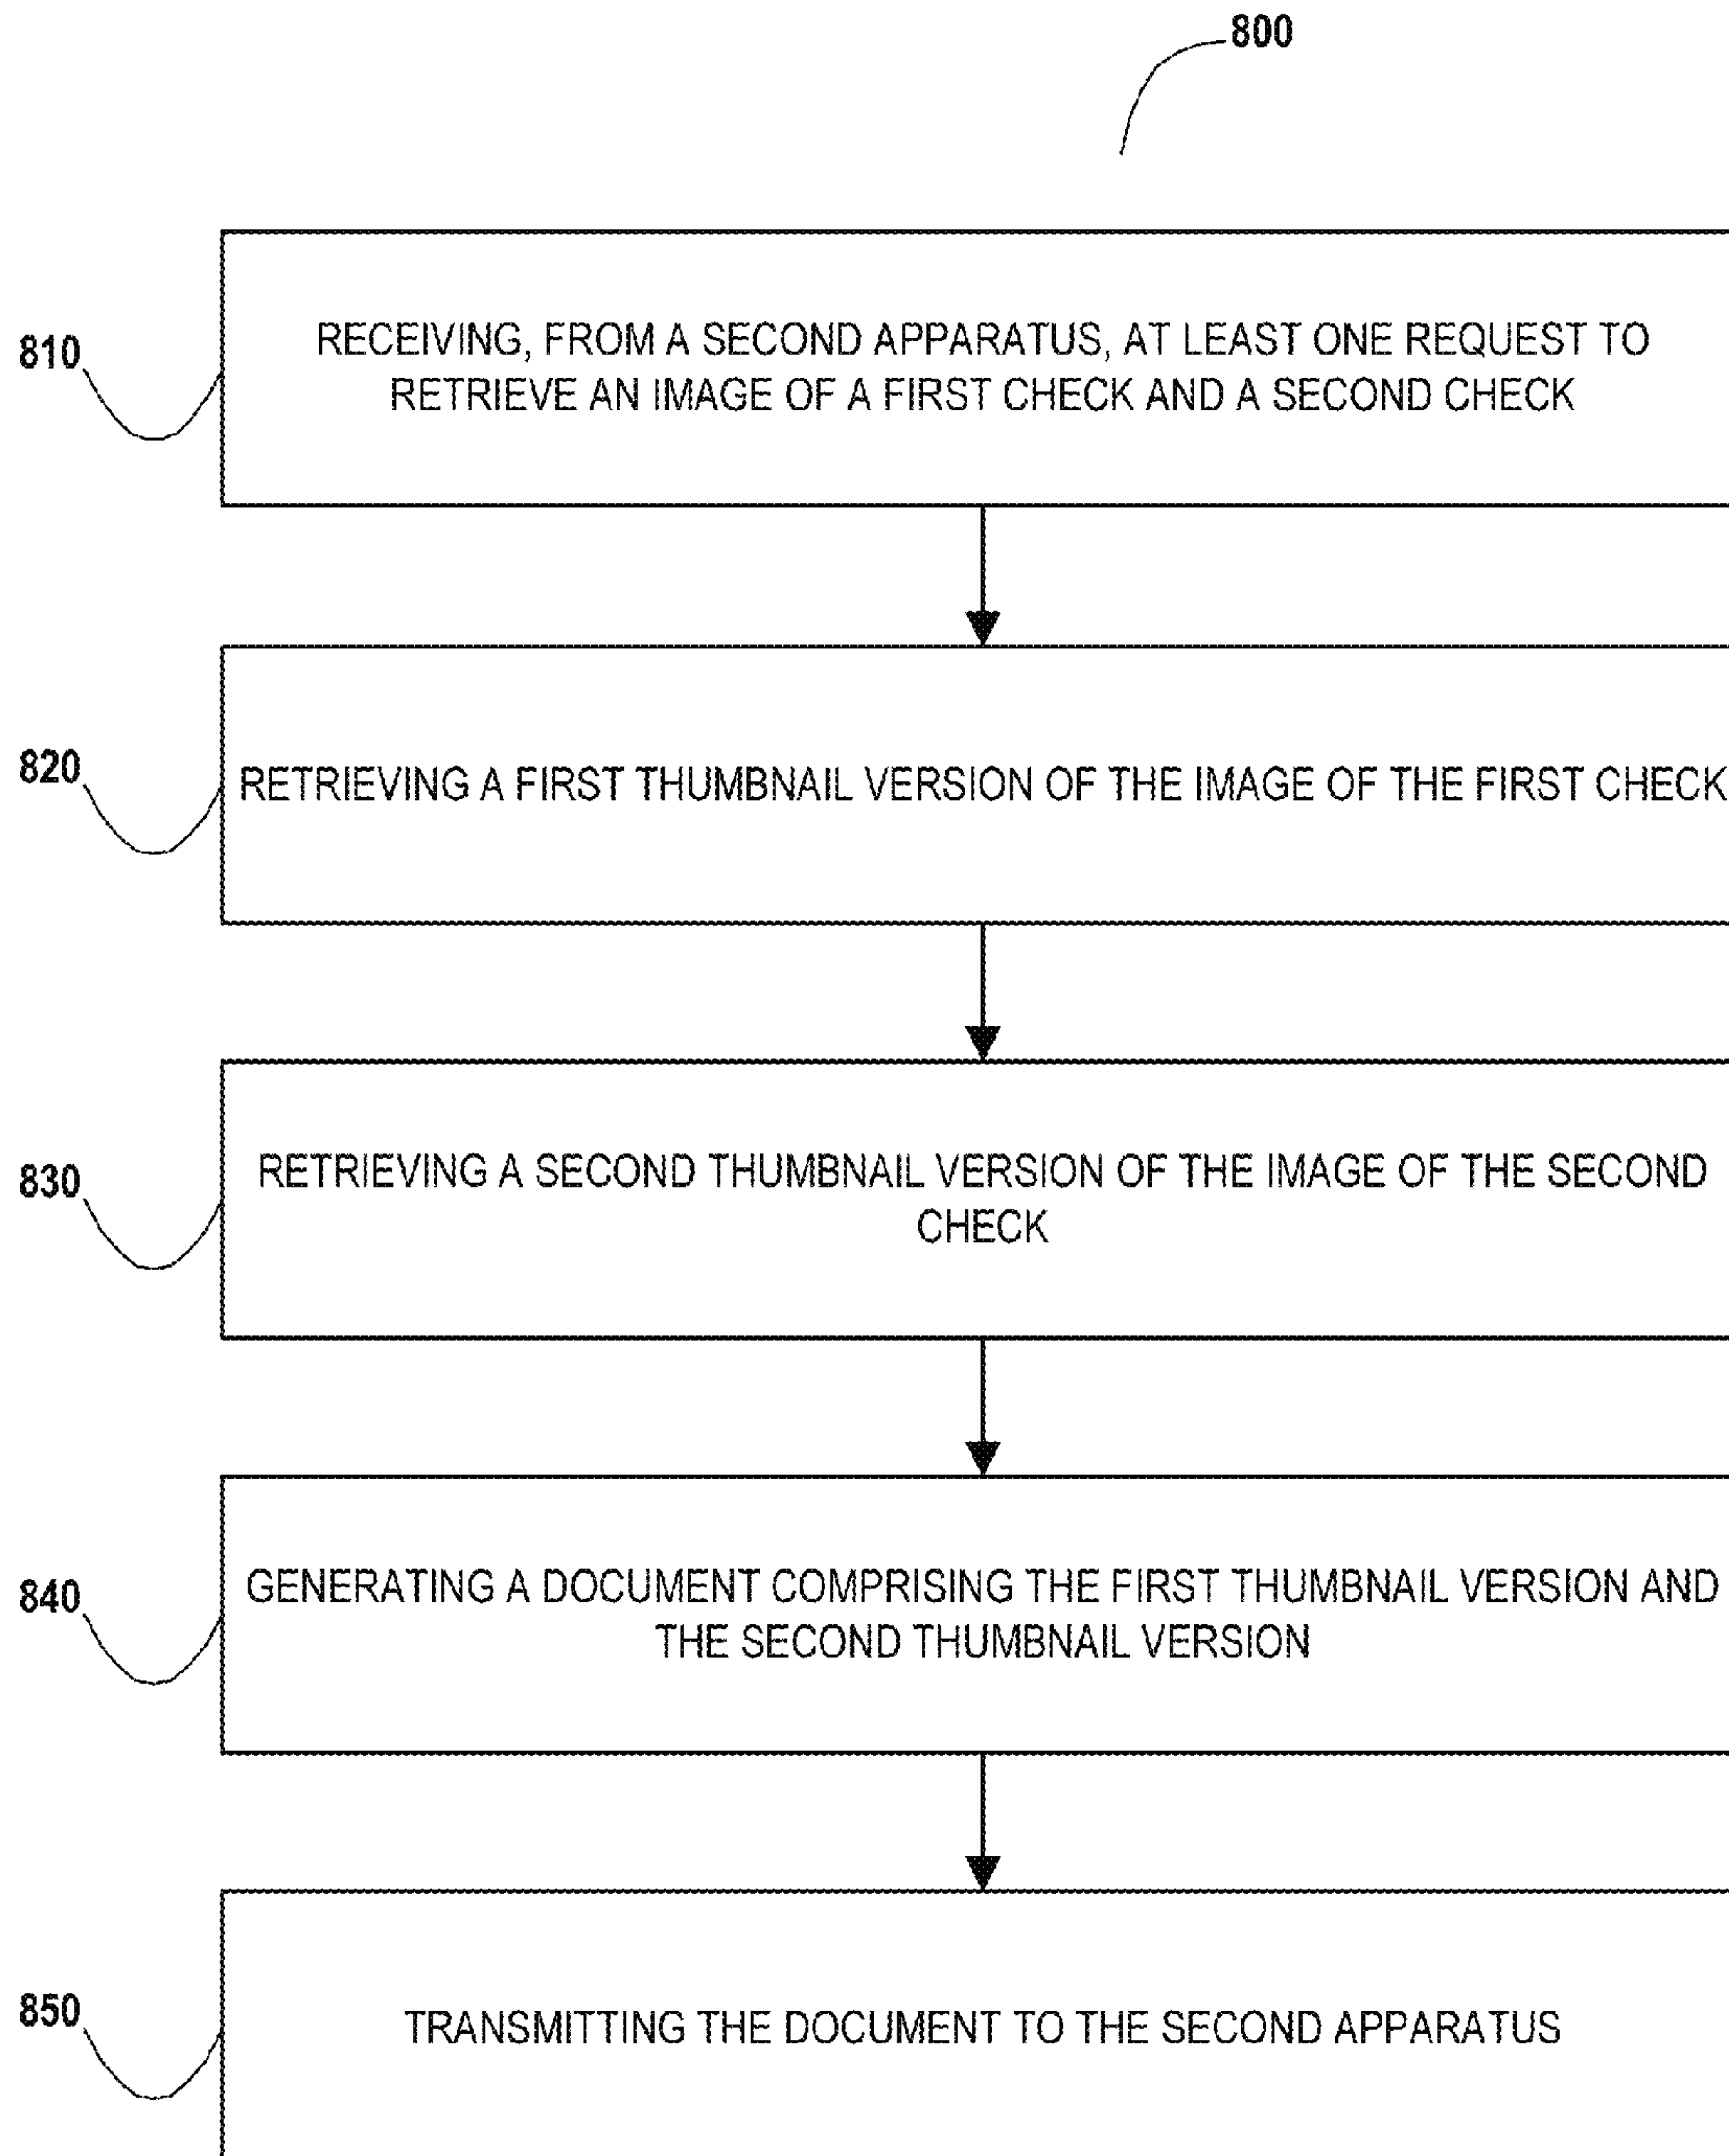 800
810
RECEIVING, FROM A SECOND APPARATUS, AT LEAST ONE REQUEST TO
RETRIEVE AN IMAGE OF A FIRST CHECK AND A SECOND CHECK
820
RETRIEVING A FIRST THUMBNAIL VERSION OF THE IMAGE OF THE FIRST CHECK
830
RETRIEVING A SECOND THUMBNAIL VERSION OF THE IMAGE OF THE SECOND
CHECK
840
GENERATING A DOCUMENT COMPRISING THE FIRST THUMBNAIL VERSION AND
THE SECOND THUMBNAIL VERSION
850
TRANSMITTING THE DOCUMENT TO THE SECOND APPARATUS